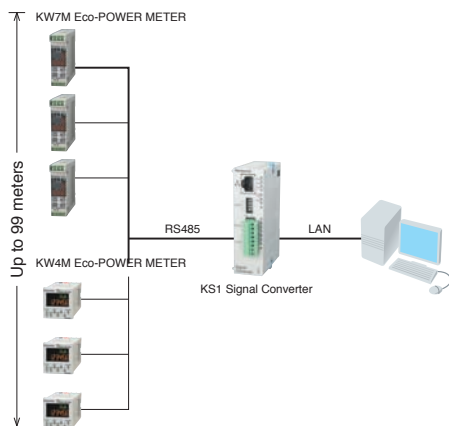 KW7M Eco-POWER METER
Up to 99 meters
RS485
LAN
KW4M Eco-POWER METER
KS1 Signal Converter